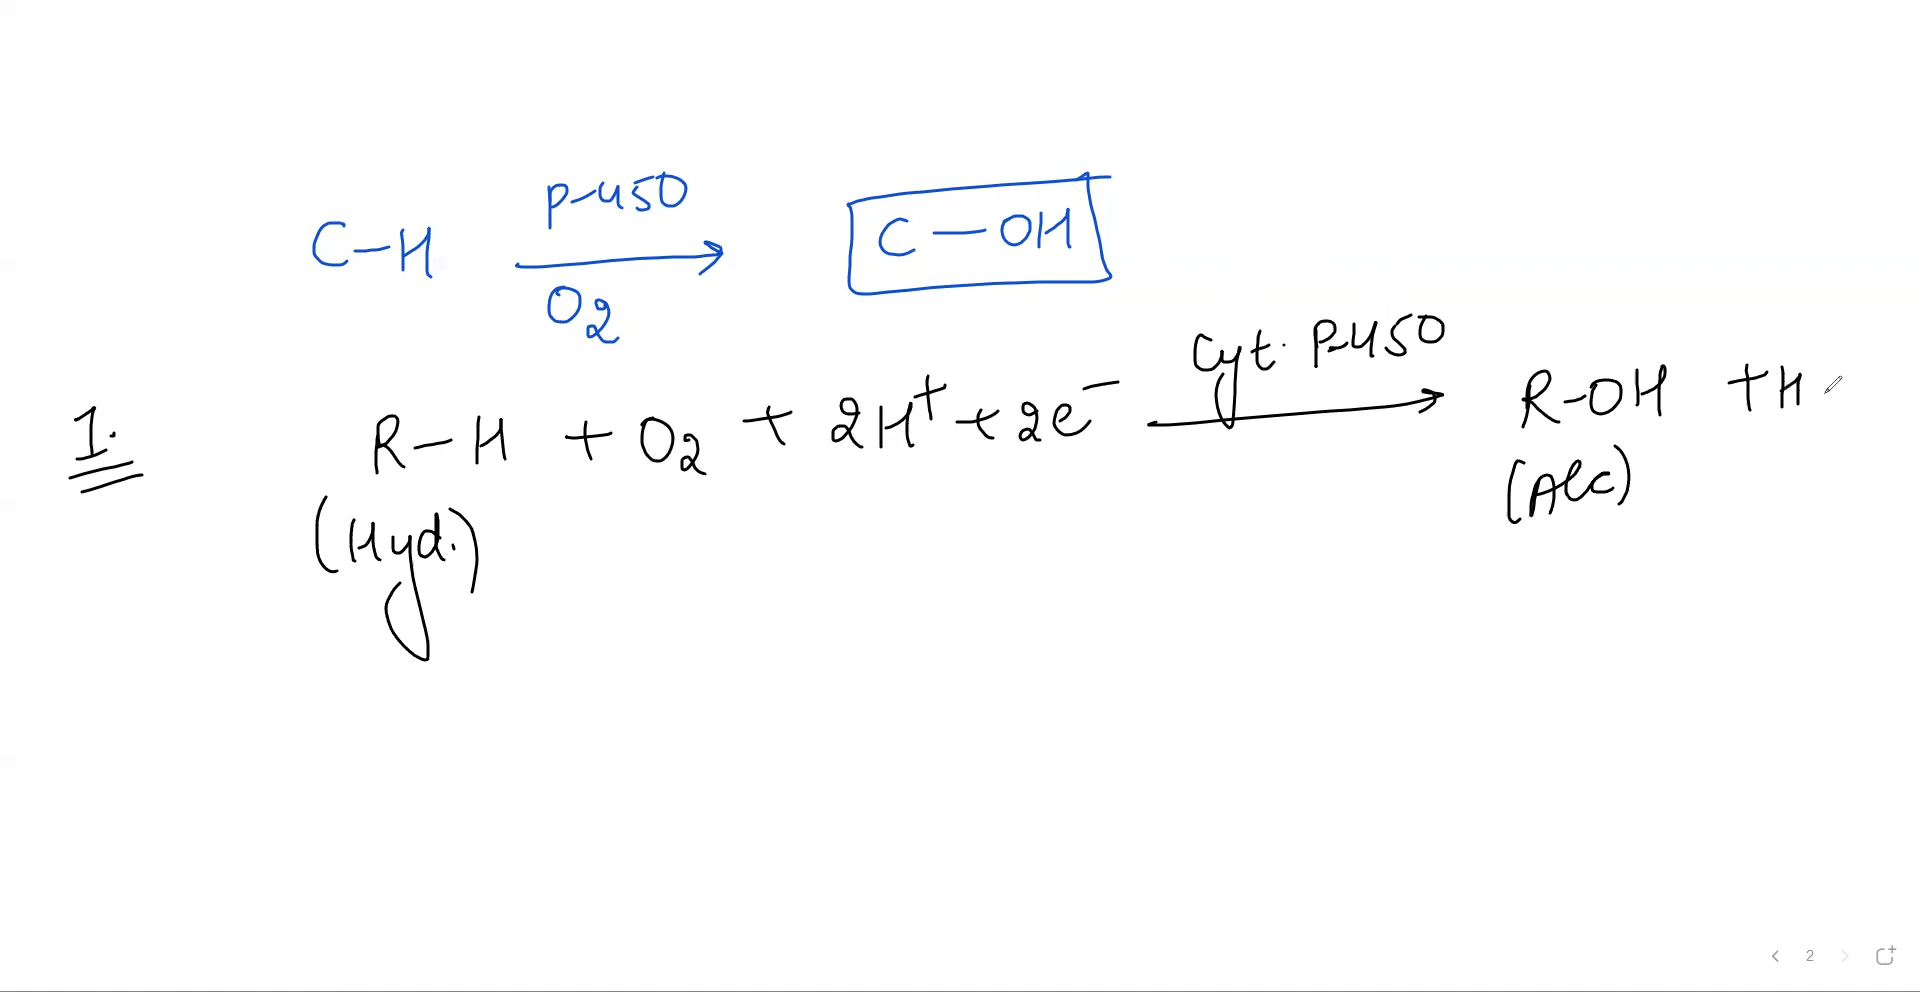 C-H P-450 O2 C-OH
1. R-H + O2 + 2H⁺ + 2e⁻ Cyt. P-450 R-OH + H
(Hyd.) (Alc)
2